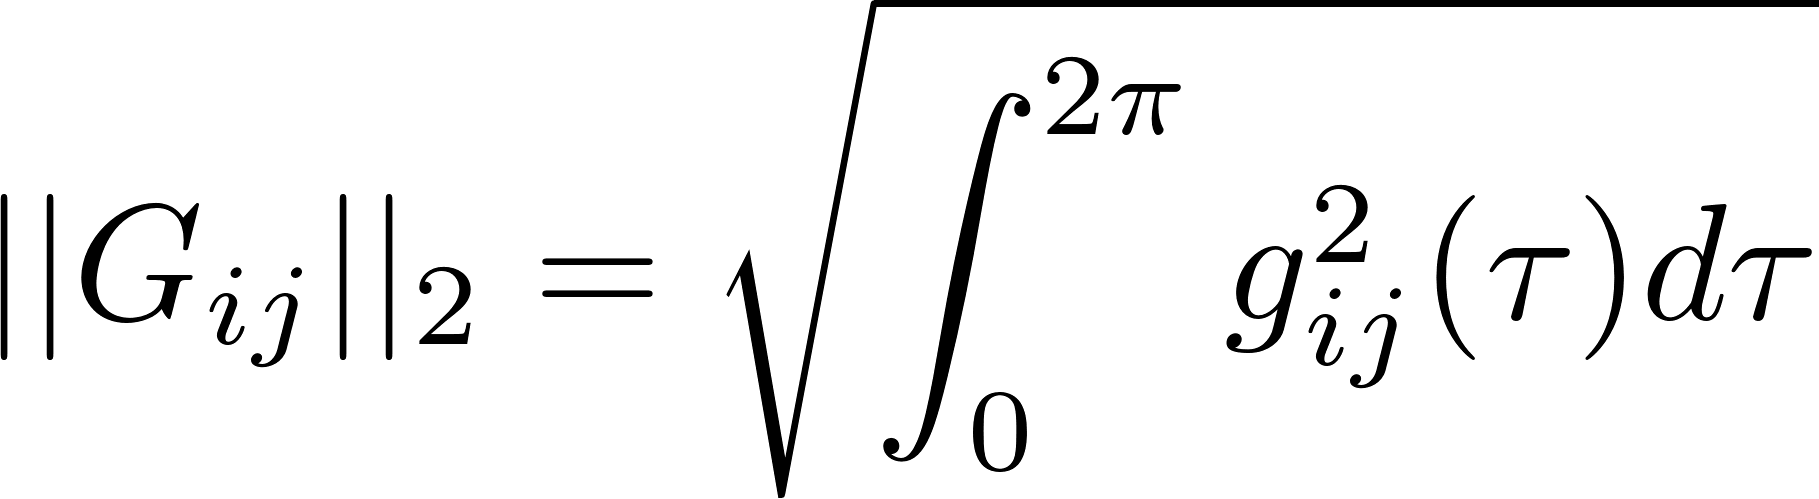 ||G_{ij}||_2 = \sqrt{\int_0^{2\pi} g_{ij}^2(\tau)d\tau}